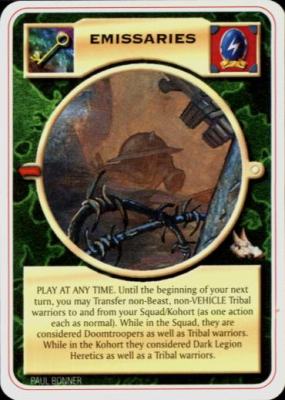 EMISSARIES
PLAY AT ANY TIME. Until the beginning of your next
turn, you may Transfer non-Beast, non-VEHICLE Tribal
warriors to and from your Squad/Kohort (as one action
each as normal). While in the Squad, they are
considered Doomtroopers as well as Tribal warriors.
While in the Kohort they considered Dark Legion
Heretics as well as a Tribal warriors.
PAUL BONNER